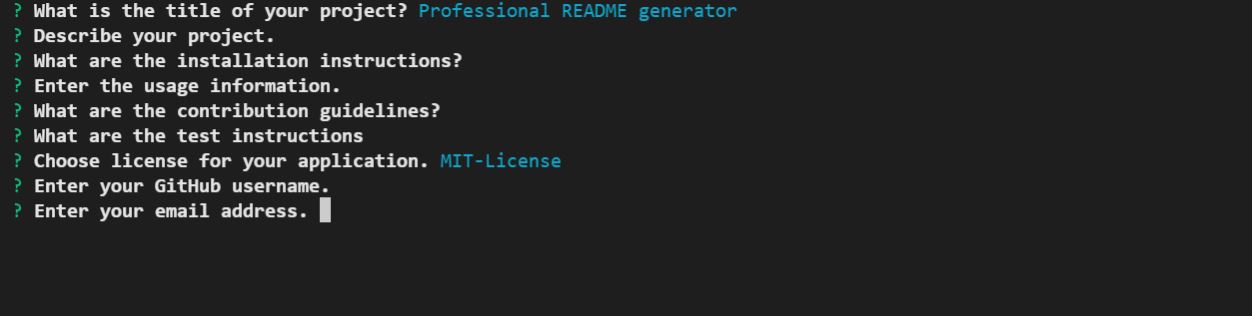 ? What is the title of your project? Professional README generator
? Describe your project.
? What are the installation instructions?
? Enter the usage information.
? What are the contribution guidelines?
? What are the test instructions
? Choose license for your application. MIT-License
? Enter your GitHub username.
? Enter your email address.